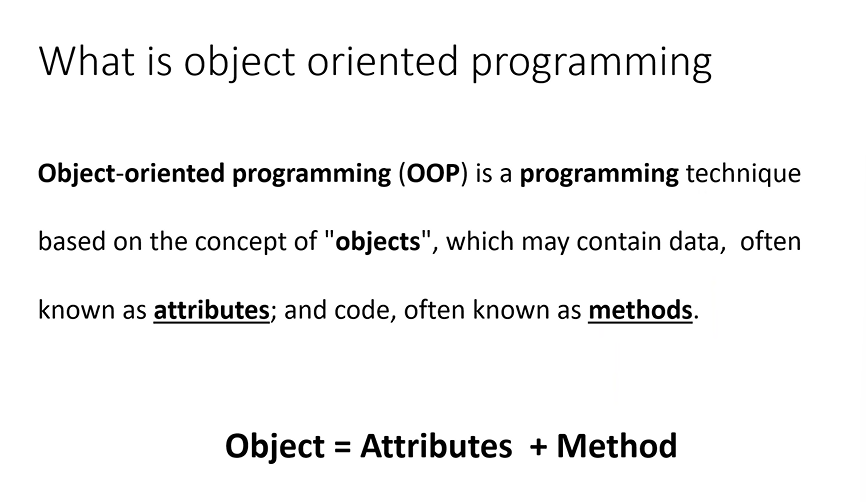 What is object oriented programming
Object-oriented programming (OOP) is a programming technique
based on the concept of "objects", which may contain data,  often
known as attributes; and code, often known as methods.
Object = Attributes  + Method